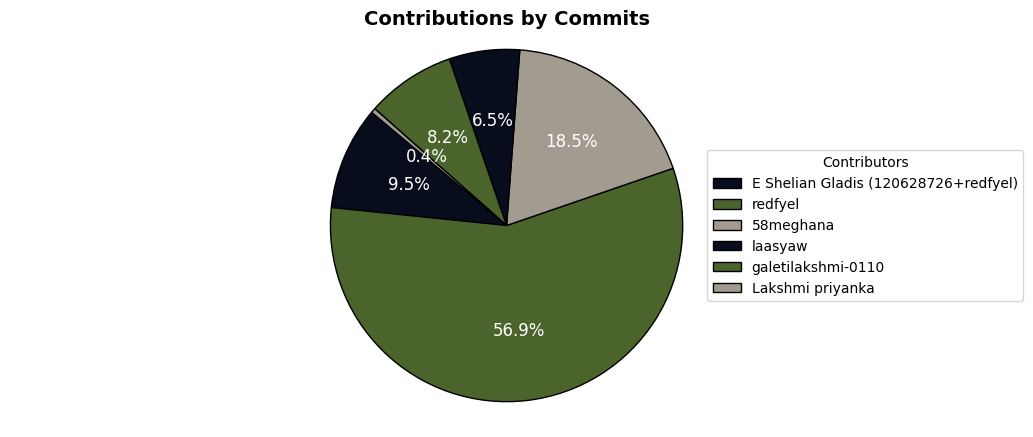 Contributions by Commits
6.5%
18.5%
8.2%
0.4%
9.5%
56.9%
Contributors
E Shelian Gladis (120628726+redfyel)
redfyel
58meghana
laasyaw
galetilakshmi-0110
Lakshmi priyanka